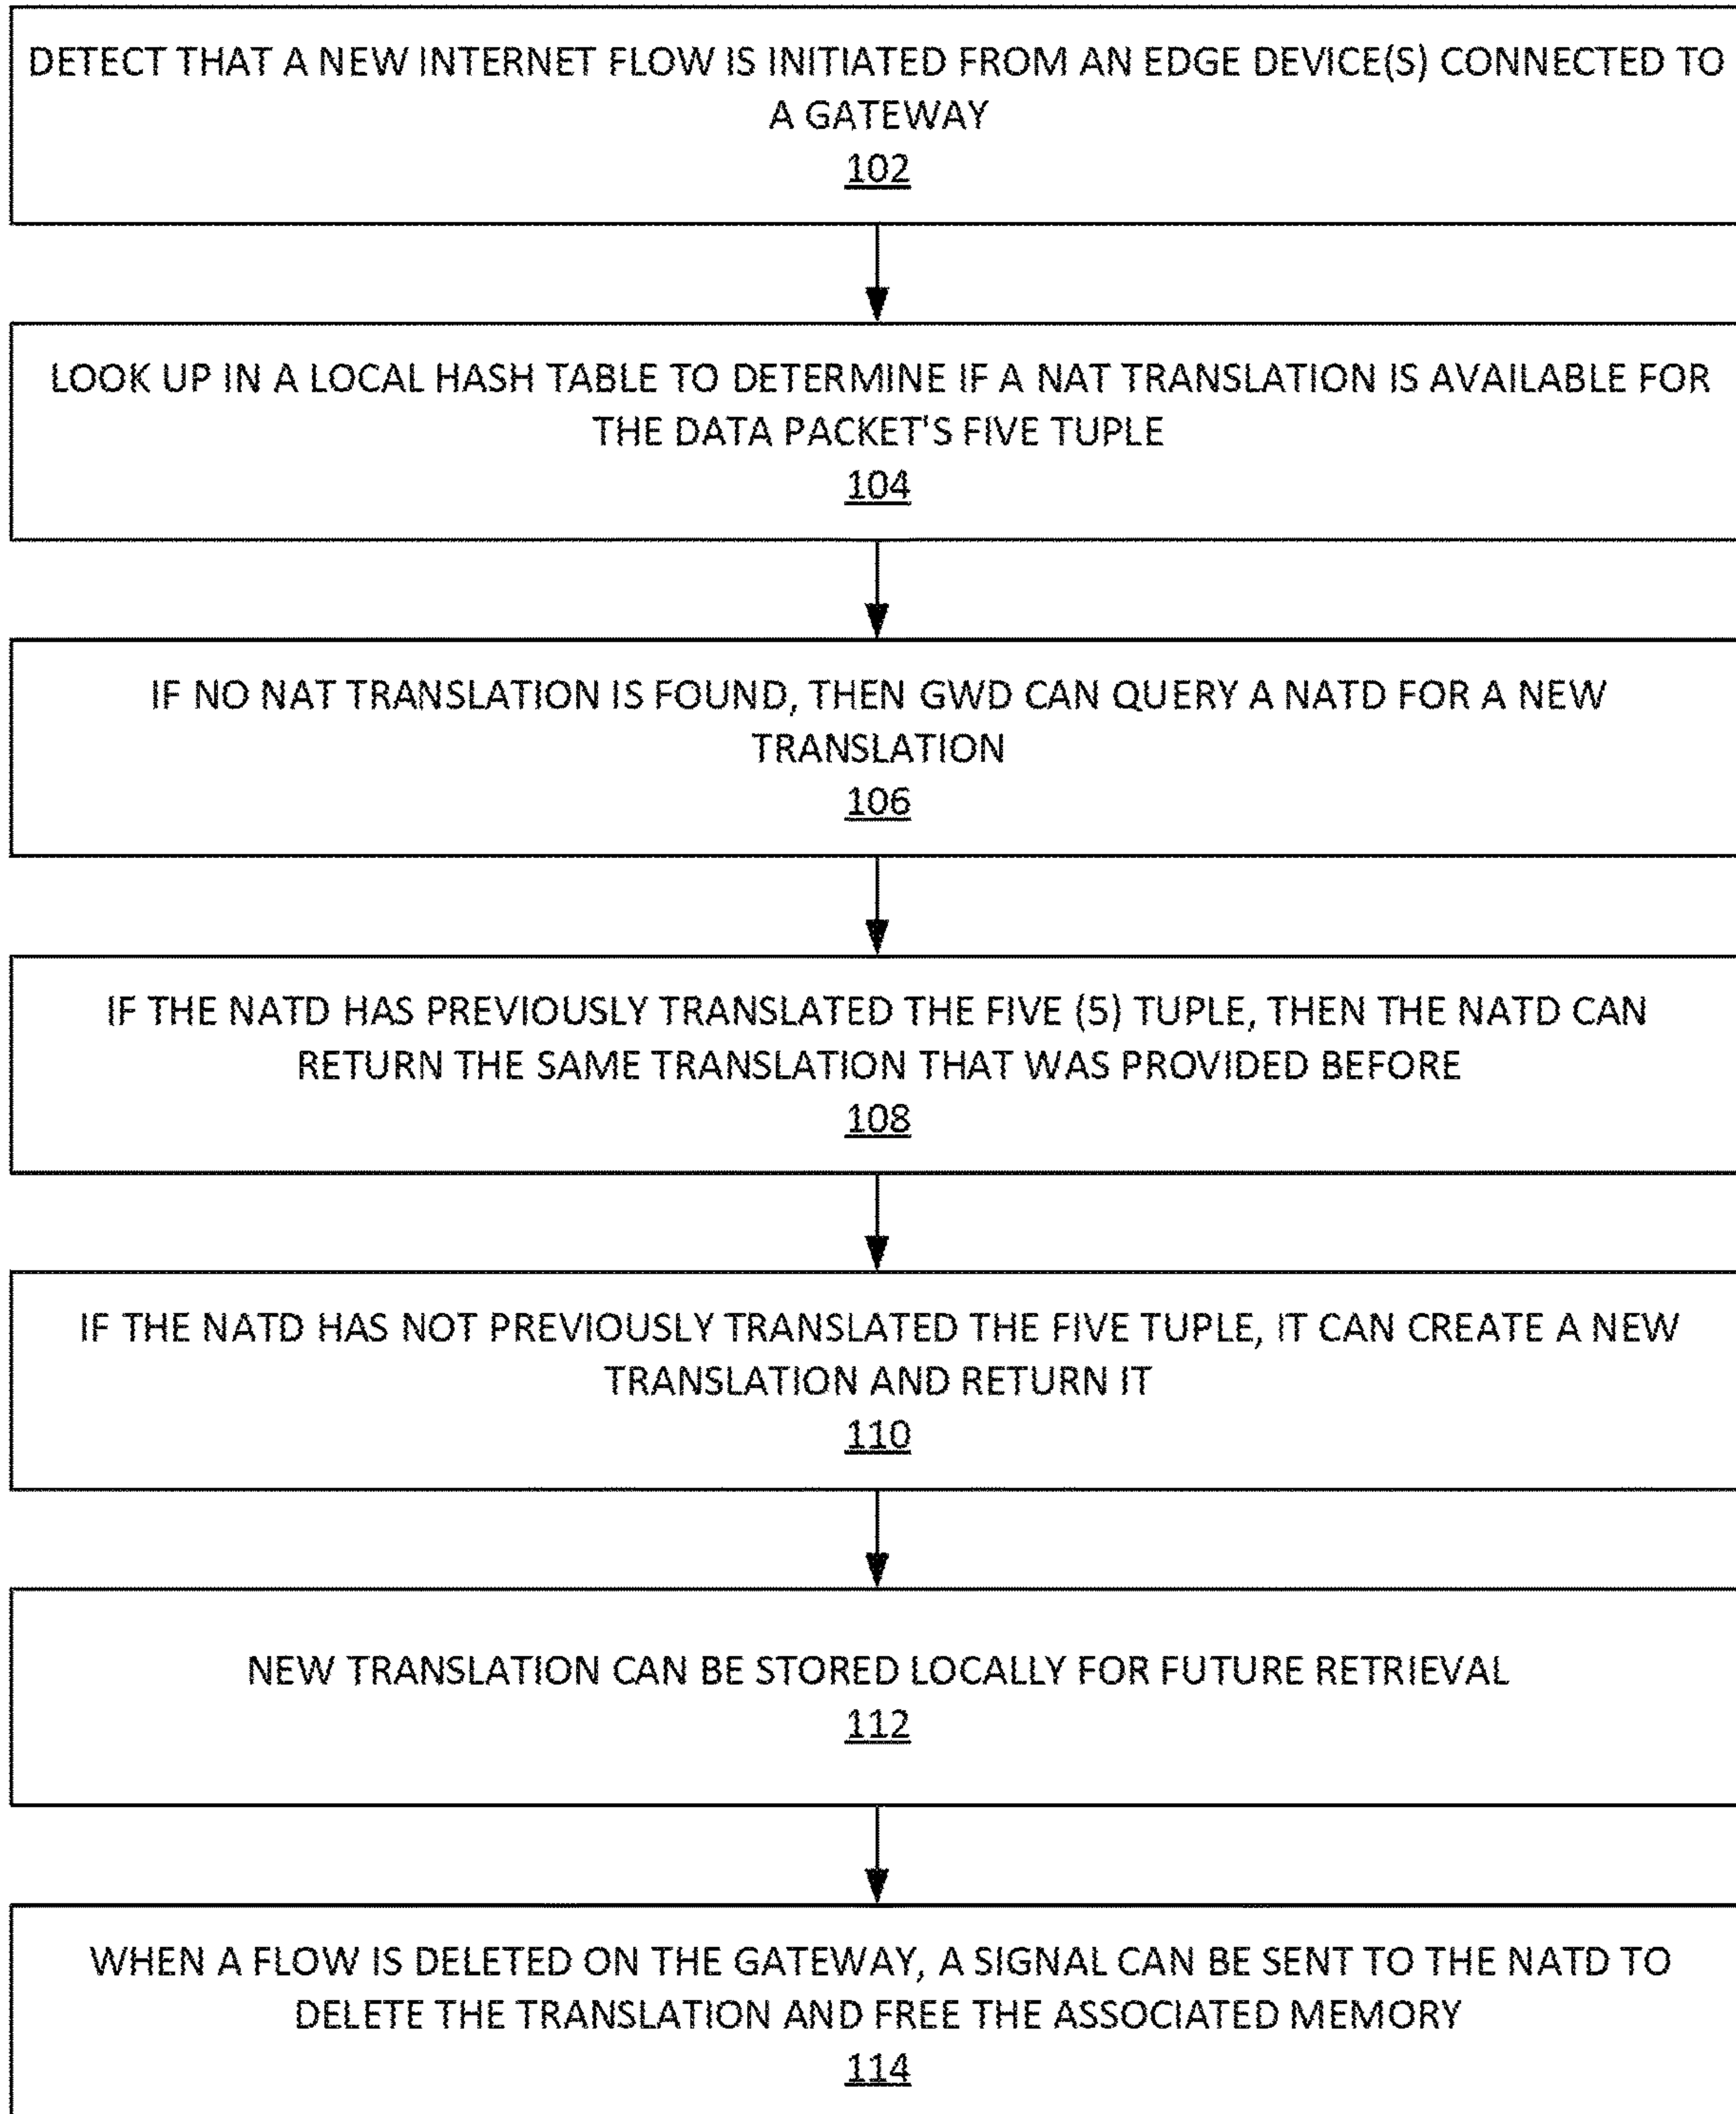 DETECT THAT A NEW INTERNET FLOW IS INITIATED FROM AN EDGE DEVICE(S) CONNECTED TO
A GATEWAY
102
LOOK UP IN A LOCAL HASH TABLE TO DETERMINE IF A NAT TRANSLATION IS AVAILABLE FOR
THE DATA PACKET'S FIVE TUPLE
104
IF NO NAT TRANSLATION IS FOUND, THEN GWD CAN QUERY A NATD FOR A NEW
TRANSLATION
106
IF THE NATD HAS PREVIOUSLY TRANSLATED THE FIVE (5) TUPLE, THEN THE NATD CAN
RETURN THE SAME TRANSLATION THAT WAS PROVIDED BEFORE
108
IF THE NATD HAS NOT PREVIOUSLY TRANSLATED THE FIVE TUPLE, IT CAN CREATE A NEW
TRANSLATION AND RETURN IT
110
NEW TRANSLATION CAN BE STORED LOCALLY FOR FUTURE RETRIEVAL
112
WHEN A FLOW IS DELETED ON THE GATEWAY, A SIGNAL CAN BE SENT TO THE NATD TO
DELETE THE TRANSLATION AND FREE THE ASSOCIATED MEMORY
114